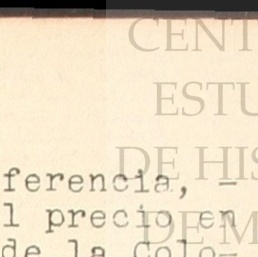 CENT
ESTU
DE HIS
DE M
ferencia, -
l precio en
de la Colo-